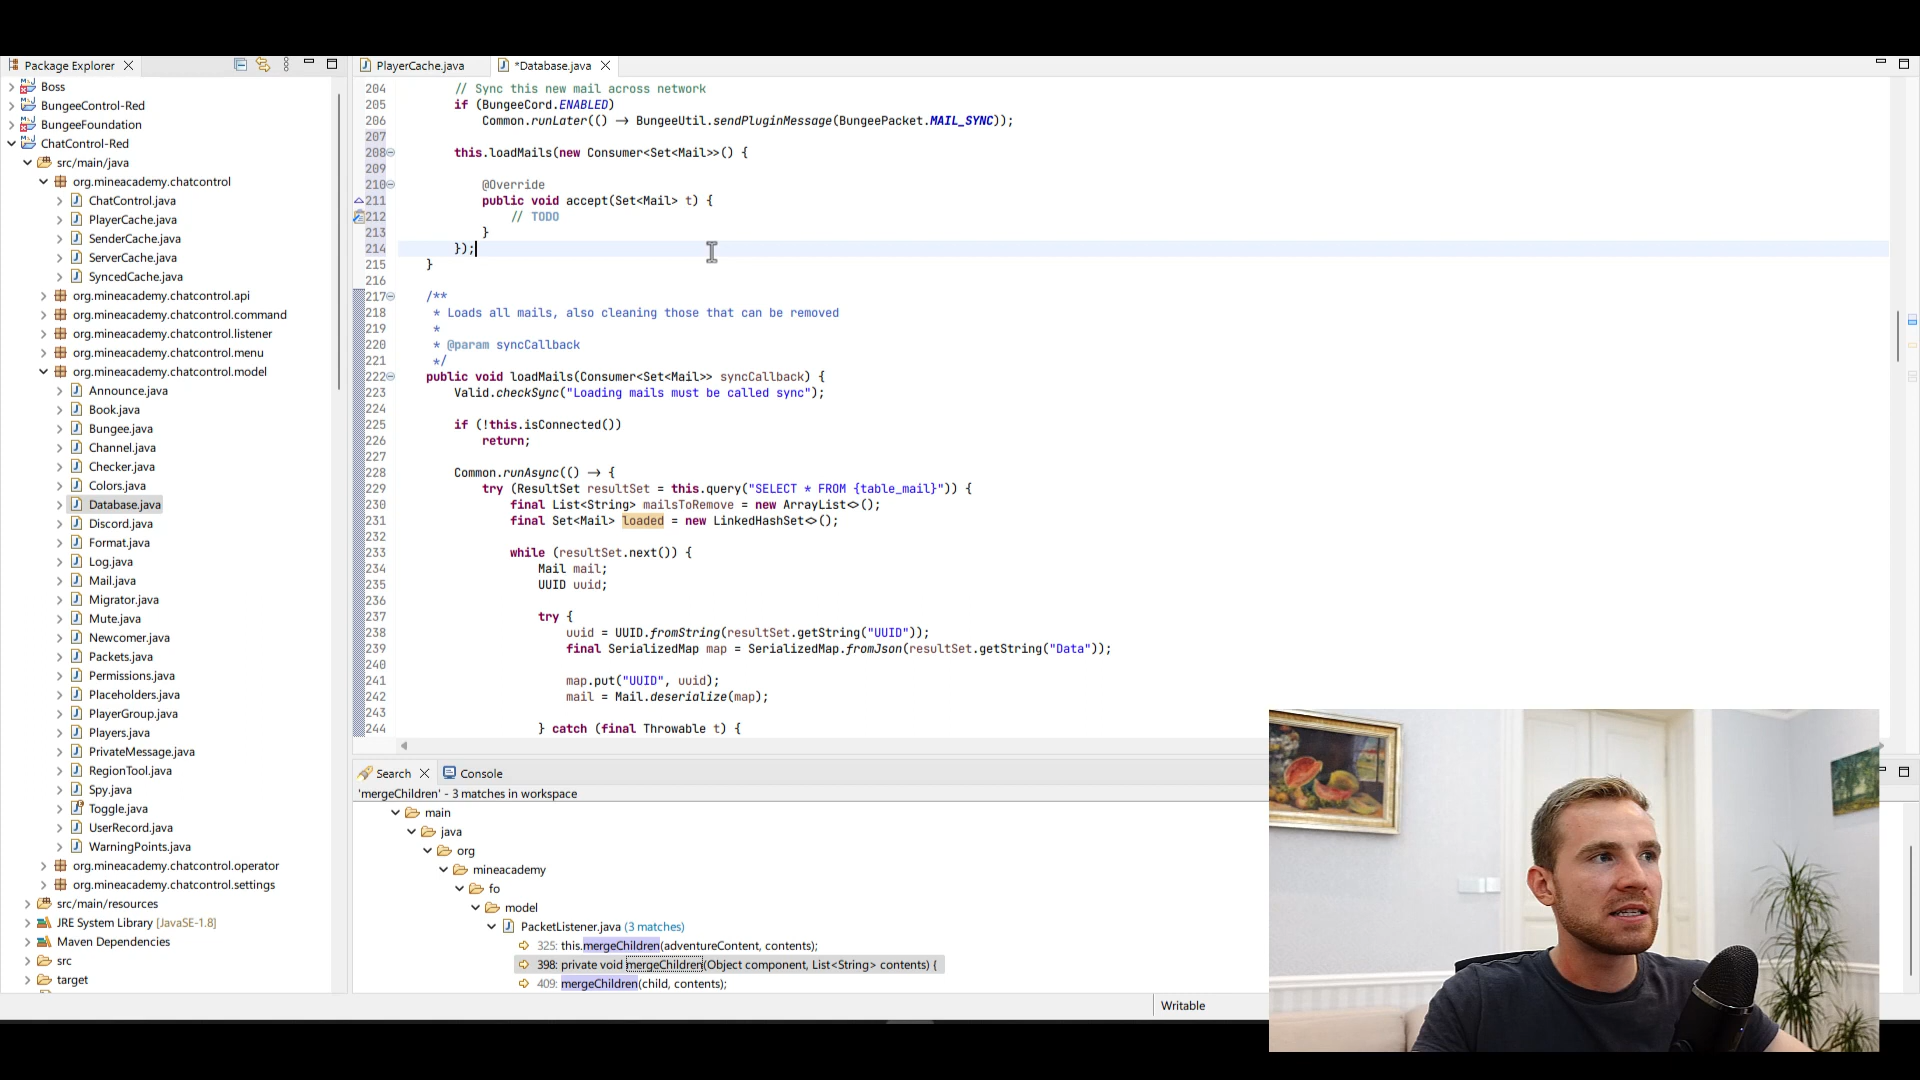 Package Explorer
Boss
BungeeControl-Red
BungeeFoundation
ChatControl-Red
src/main/java
org.mineacademy.chatcontrol
ChatControl.java
PlayerCache.java
SenderCache.java
ServerCache.java
SyncedCache.java
org.mineacademy.chatcontrol.api
org.mineacademy.chatcontrol.command
org.mineacademy.chatcontrol.listener
org.mineacademy.chatcontrol.menu
org.mineacademy.chatcontrol.model
Announce.java
Book.java
Bungee.java
Channel.java
Checker.java
Colors.java
Database.java
Discord.java
Format.java
Log.java
Mail.java
Migrator.java
Mute.java
Newcomer.java
Packets.java
Permissions.java
Placeholders.java
PlayerGroup.java
Players.java
PrivateMessage.java
RegionTool.java
Spy.java
Toggle.java
UserRecord.java
WarningPoints.java
org.mineacademy.chatcontrol.operator
org.mineacademy.chatcontrol.settings
src/main/resources
JRE System Library [JavaSE-1.8]
Maven Dependencies
src
target
PlayerCache.java *Database.java
204 // Sync this new mail across network
205 if (BungeeCord.ENABLED)
206 Common.runLater(() → BungeeUtil.sendPluginMessage(BungeePacket.MAIL_SYNC));
207
208 this.loadMails(new Consumer<Set<Mail>>() {
209
210 @Override
211 public void accept(Set<Mail> t) {
212 // TODO
213 }
214 });
215 }
216
217 /**
218 * Loads all mails, also cleaning those that can be removed
219 *
220 * @param syncCallback
221 */
222 public void loadMails(Consumer<Set<Mail>> syncCallback) {
223 Valid.checkSync("Loading mails must be called sync");
224
225 if (!this.isConnected())
226 return;
227
228 Common.runAsync(() → {
229 try (ResultSet resultSet = this.query("SELECT * FROM {table_mail}")) {
230 final List<String> mailsToRemove = new ArrayList<>();
231 final Set<Mail> loaded = new LinkedHashSet<>();
232
233 while (resultSet.next()) {
234 Mail mail;
235 UUID uuid;
236
237 try {
238 uuid = UUID.fromString(resultSet.getString("UUID"));
239 final SerializedMap map = SerializedMap.fromJson(resultSet.getString("Data"));
240
241 map.put("UUID", uuid);
242 mail = Mail.deserialize(map);
243
244 } catch (final Throwable t) {
Search Console
'mergeChildren' - 3 matches in workspace
main
java
org
mineacademy
fo
model
PacketListener.java (3 matches)
325: this.mergeChildren(adventureContent, contents);
398: private void mergeChildren(Object component, List<String> contents) {
409: mergeChildren(child, contents);
Writable